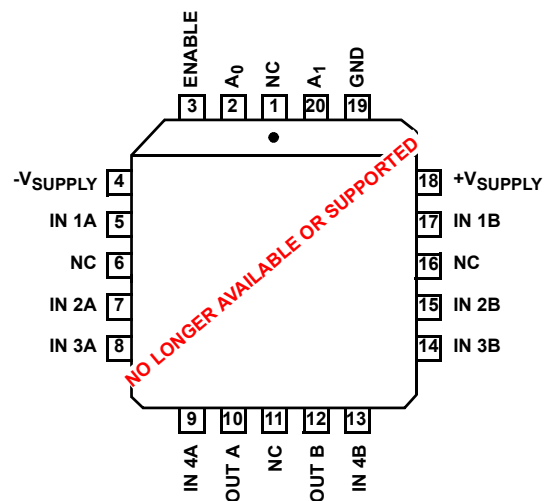 ENABLE
A0
NC
A1
GND
3
2
1
20
19
-VSUPPLY 4
18 +VSUPPLY
IN 1A 5
17 IN 1B
NC 6
16 NC
IN 2A 7
15 IN 2B
IN 3A 8
14 IN 3B
NO LONGER AVAILABLE OR SUPPORTED
9
10
11
12
13
IN 4A
OUT A
NC
OUT B
IN 4B